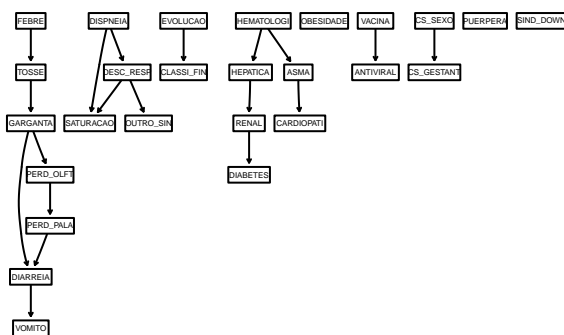 FEBRE DISPNEIA EVOLUCAO HEMATOLOGI OBESIDADE VACINA CS_SEXO PUERPERA SIND_DOWN
TOSSE DESC_RESP CLASSI_FIN HEPATICA ASMA ANTIVIRAL CS_GESTANT
GARGANTA SATURACAO OUTRO_SIN RENAL CARDIOPATI
PERD_OLFT DIABETES
PERD_PALA
DIARREIA
VOMITO